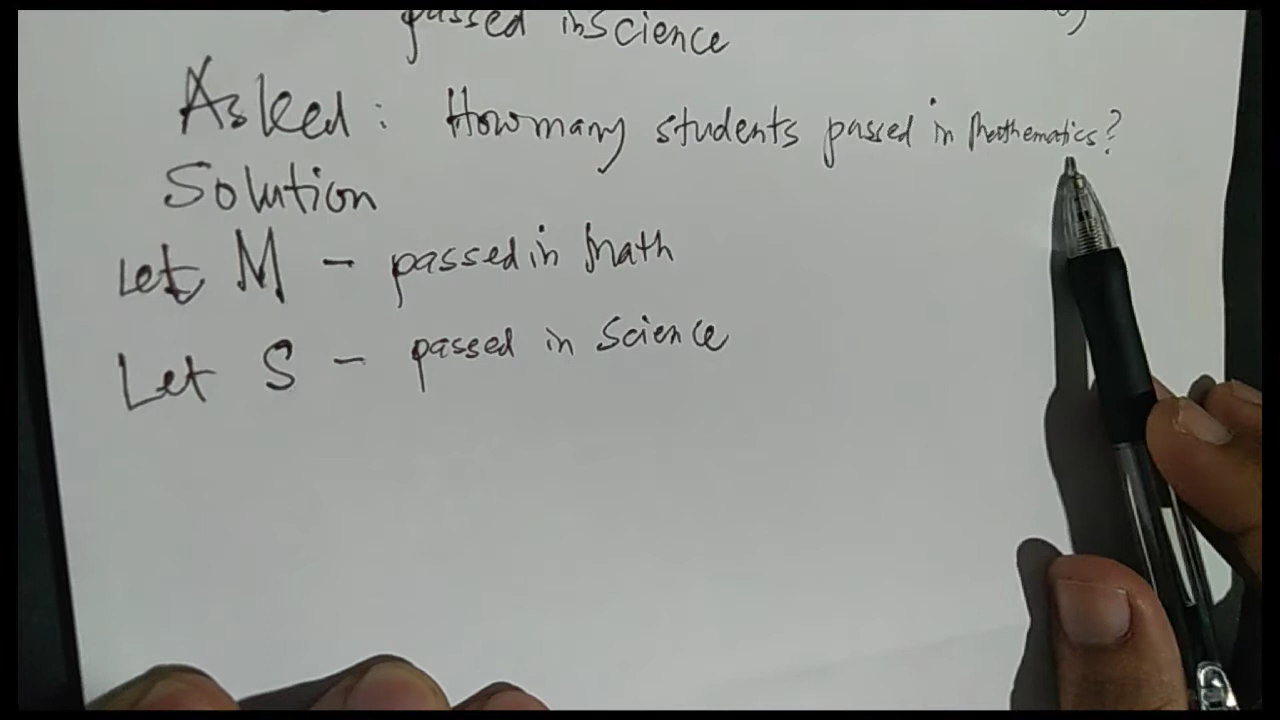 passed in Science
Asked: How many students passed in Mathematics?
Solution
Let M - passed in Math
Let S - passed in Science